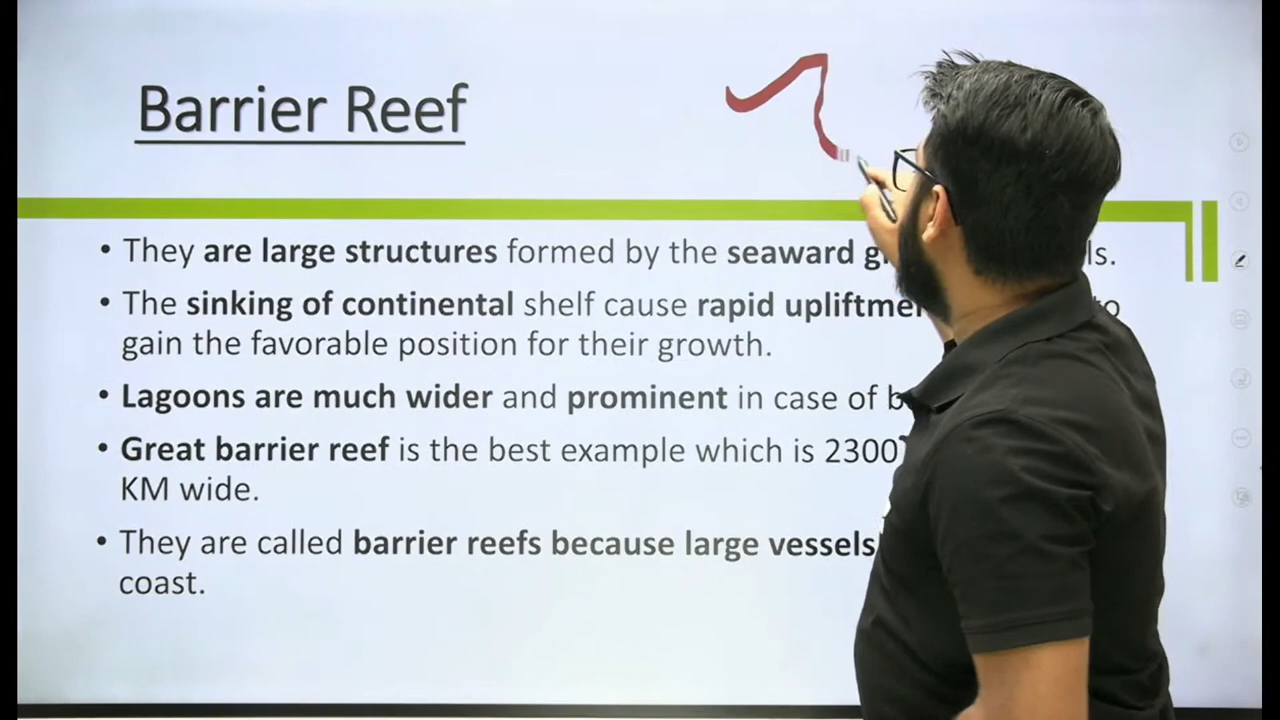 Barrier Reef
• They are large structures formed by the seaward ls.
• The sinking of continental shelf cause rapid to
gain the favorable position for their growth.
• Lagoons are much wider and prominent in case of
• Great barrier reef is the best example which is 2300
KM wide.
• They are called barrier reefs because large vessels
coast.